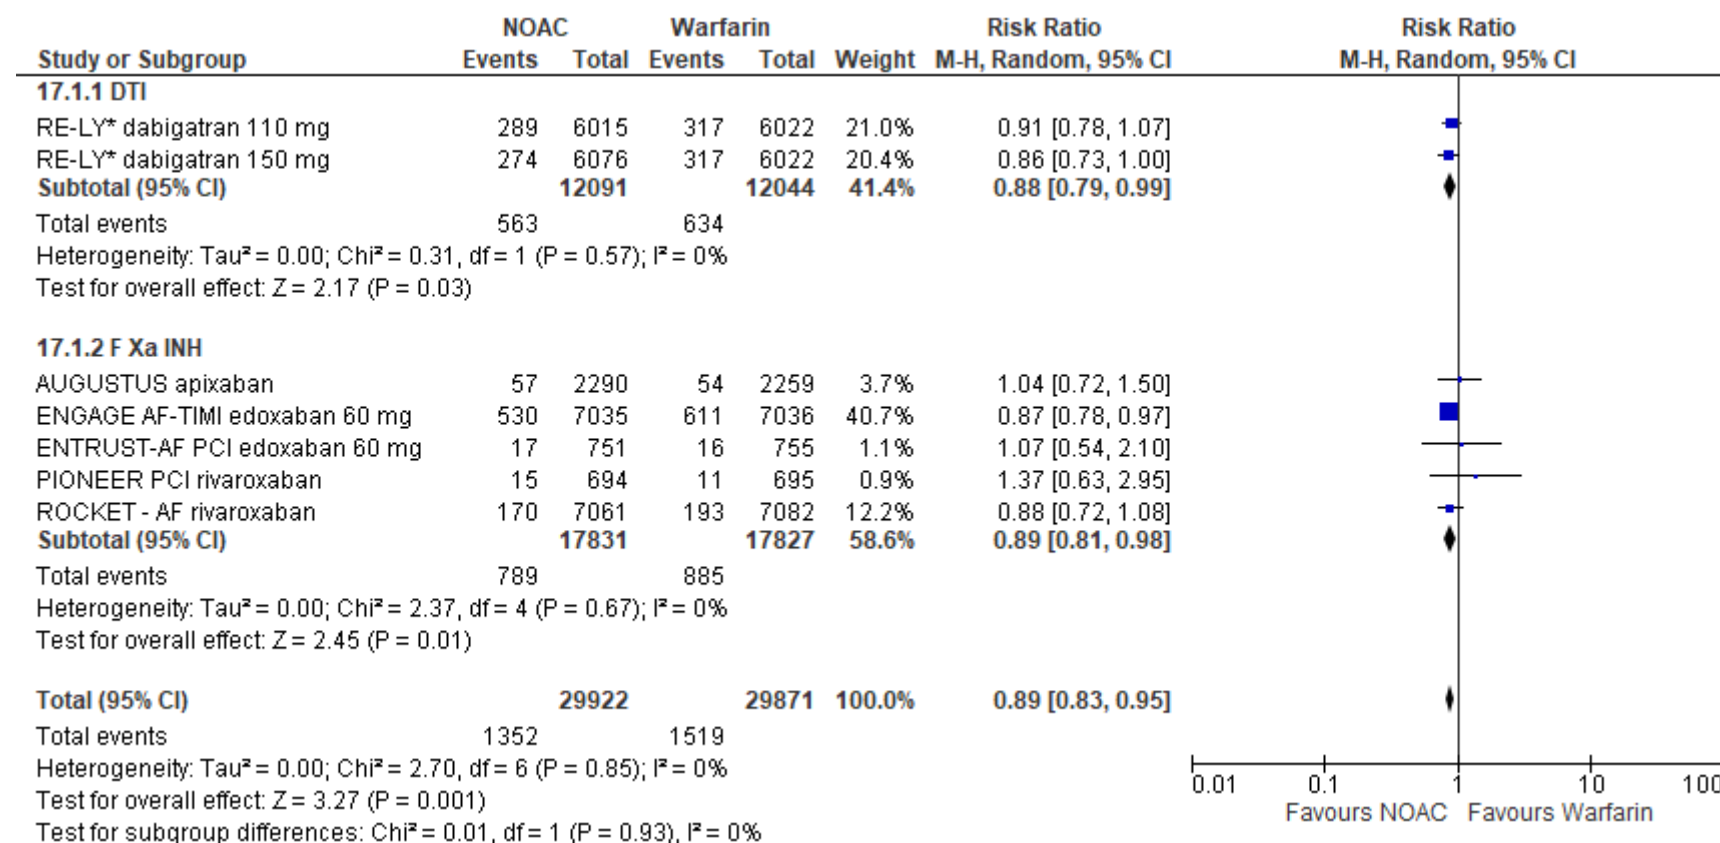 NOAC Warfarin Risk Ratio Risk Ratio
Study or Subgroup Events Total Events Total Weight M-H, Random, 95% CI M-H, Random, 95% CI
17.1.1 DTI
RE-LY* dabigatran 110 mg 289 6015 317 6022 21.0% 0.91 [0.78, 1.07]
RE-LY* dabigatran 150 mg 274 6076 317 6022 20.4% 0.86 [0.73, 1.00]
Subtotal (95% CI) 12091 12044 41.4% 0.88 [0.79, 0.99]
Total events 563 634
Heterogeneity: Tau² = 0.00; Chi² = 0.31, df = 1 (P = 0.57); I² = 0%
Test for overall effect: Z = 2.17 (P = 0.03)
17.1.2 F Xa INH
AUGUSTUS apixaban 57 2290 54 2259 3.7% 1.04 [0.72, 1.50]
ENGAGE AF-TIMI edoxaban 60 mg 530 7035 611 7036 40.7% 0.87 [0.78, 0.97]
ENTRUST-AF PCI edoxaban 60 mg 17 751 16 755 1.1% 1.07 [0.54, 2.10]
PIONEER PCI rivaroxaban 15 694 11 695 0.9% 1.37 [0.63, 2.95]
ROCKET - AF rivaroxaban 170 7061 193 7082 12.2% 0.88 [0.72, 1.08]
Subtotal (95% CI) 17831 17827 58.6% 0.89 [0.81, 0.98]
Total events 789 885
Heterogeneity: Tau² = 0.00; Chi² = 2.37, df = 4 (P = 0.67); I² = 0%
Test for overall effect: Z = 2.45 (P = 0.01)
Total (95% CI) 29922 29871 100.0% 0.89 [0.83, 0.95]
Total events 1352 1519
Heterogeneity: Tau² = 0.00; Chi² = 2.70, df = 6 (P = 0.85); I² = 0%
Test for overall effect: Z = 3.27 (P = 0.001)
Test for subgroup differences: Chi² = 0.01, df = 1 (P = 0.93), I² = 0%
0.01 0.1 1 10 100
Favours NOAC Favours Warfarin